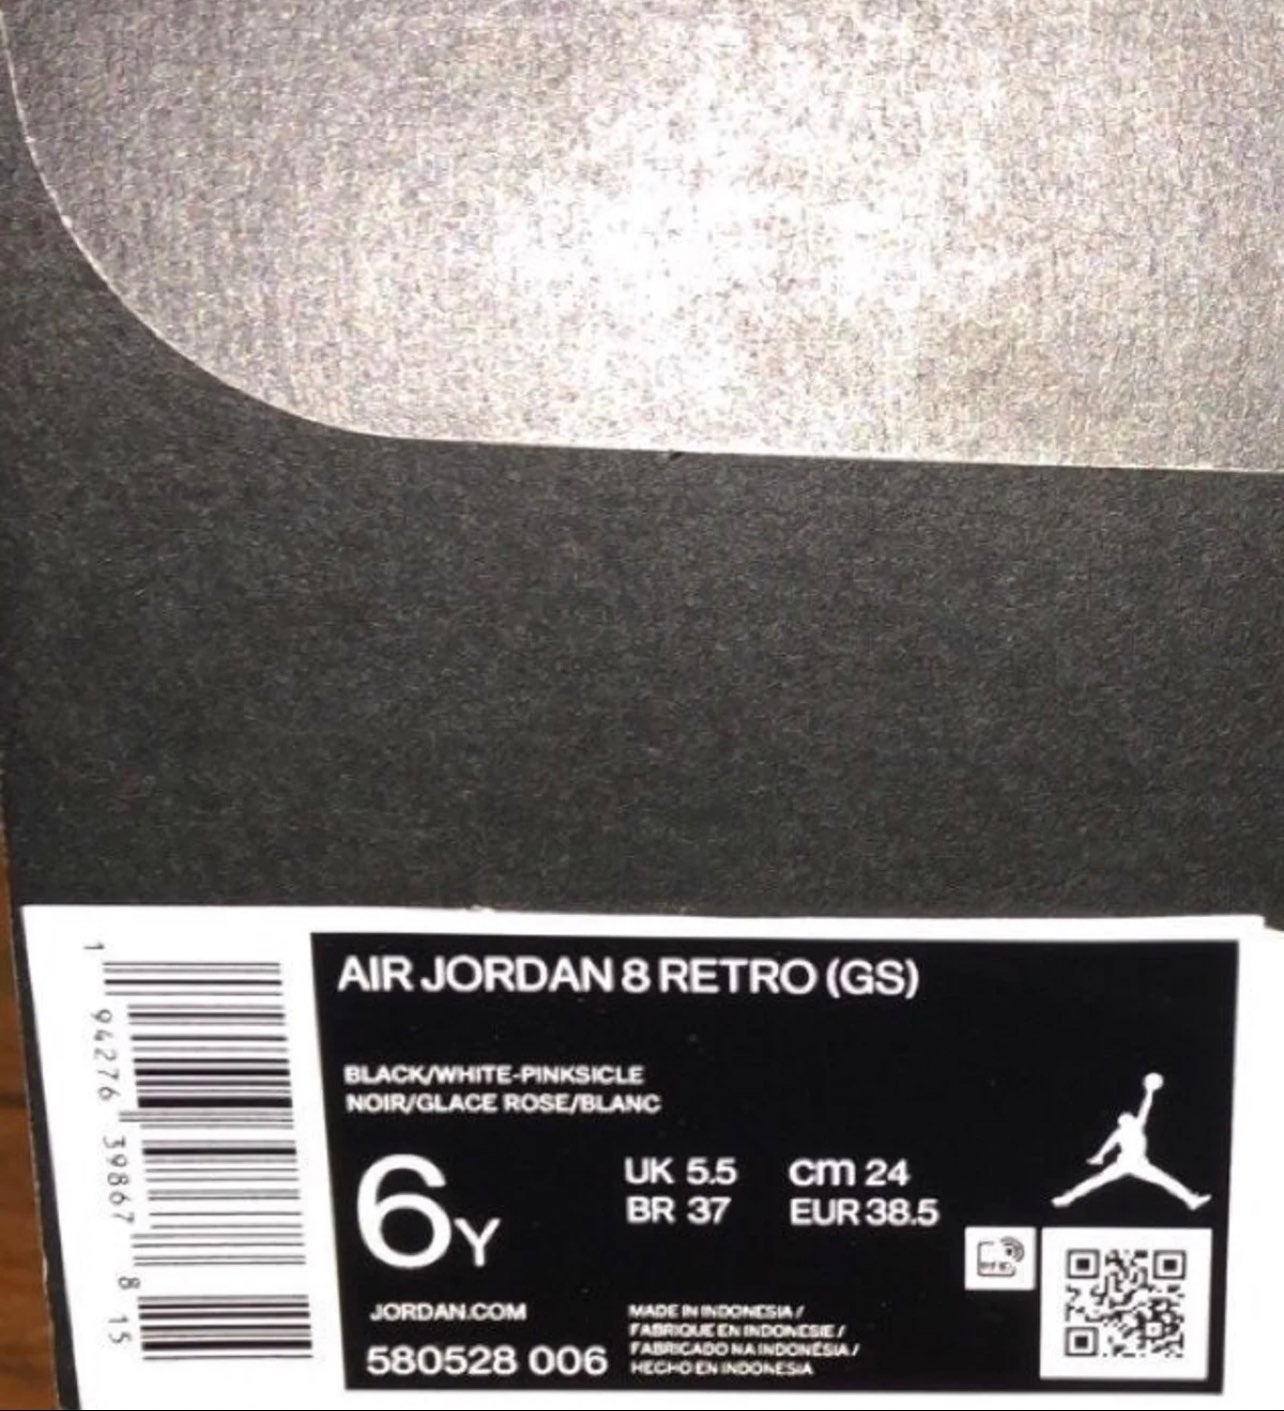 AIR JORDAN 8 RETRO (GS)
BLACK/WHITE-PINKSICLE
NOIR/GLACE ROSE/BLANC
6Y
UK 5.5 cm 24
BR 37 EUR 38.5
JORDAN.COM
580528 006
MADE IN INDONESIA /
FABRIQUE EN INDONESIE /
FABRICADO NA INDONÉSIA /
HECHO EN INDONESIA
RFID
1 94276 39867 8 15